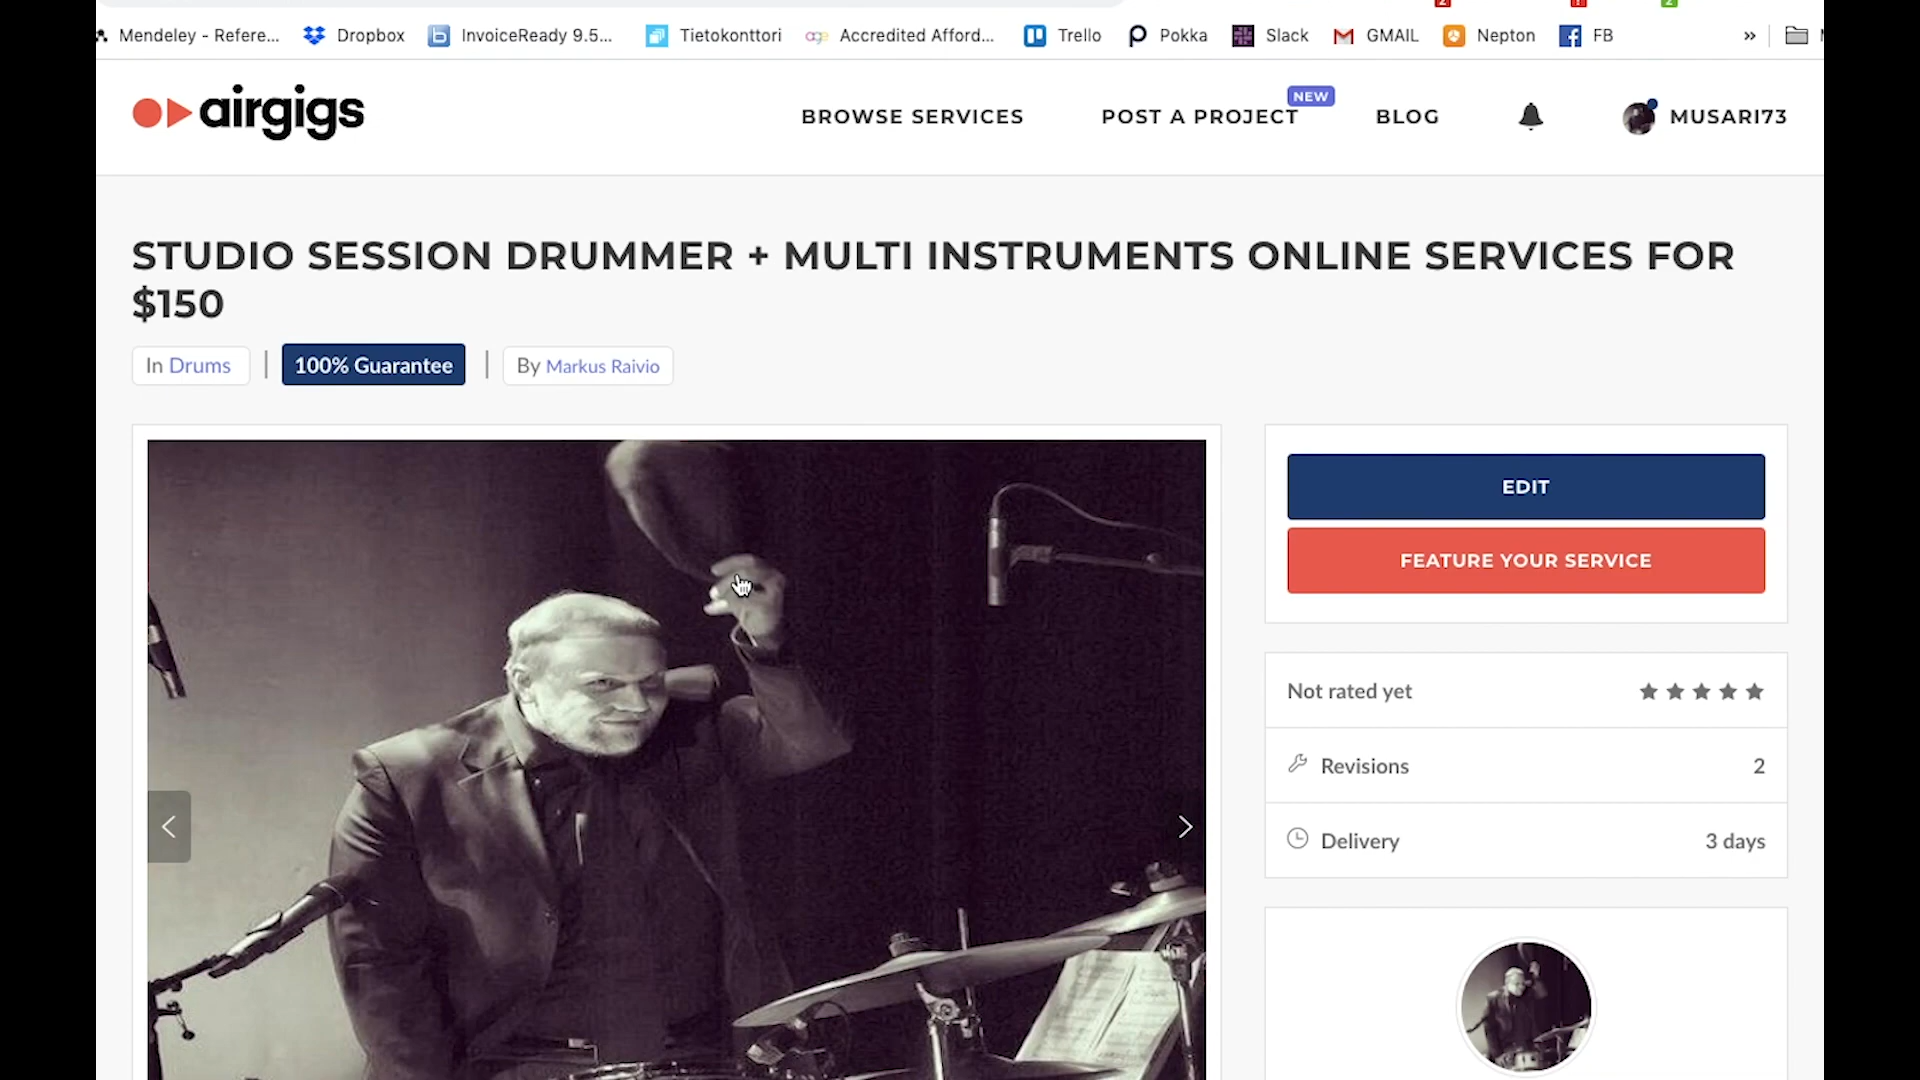 Mendeley - Refere...
Dropbox
InvoiceReady 9.5...
Tietokonttori
Accredited Afford...
Trello
Pokka
Slack
GMAIL
Nepton
FB
»
airgigs
BROWSE SERVICES
POST A PROJECT
NEW
BLOG
MUSARI73
STUDIO SESSION DRUMMER + MULTI INSTRUMENTS ONLINE SERVICES FOR
$150
In Drums
100% Guarantee
By Markus Raivio
EDIT
FEATURE YOUR SERVICE
Not rated yet
Revisions 2
Delivery 3 days